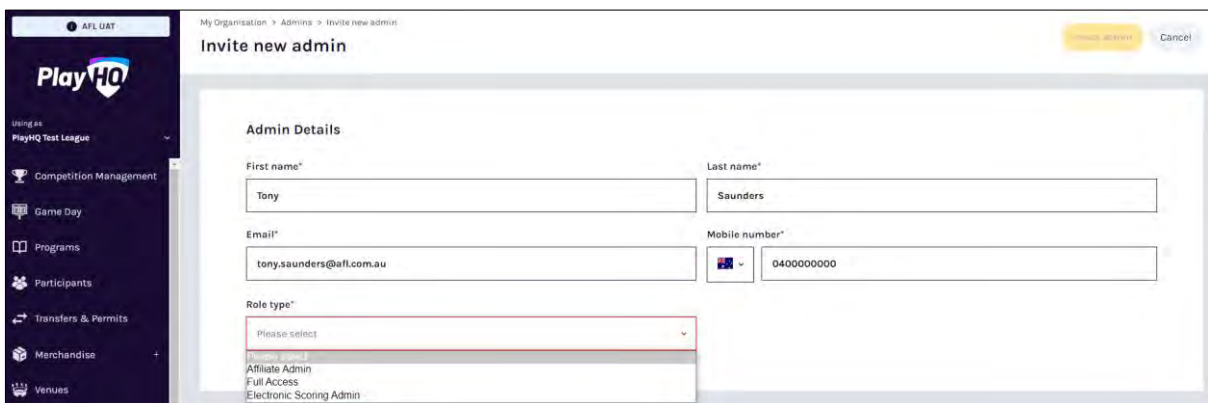 AFL UAT
PlayHQ
Using as
PlayHQ Test League
Competition Management
Game Day
Programs
Participants
Transfers & Permits
Merchandise +
Venues
My Organisation > Admins > Invite new admin
Invite new admin
Invite admin
Cancel
Admin Details
First name*
Last name*
Tony
Saunders
Email*
Mobile number*
tony.saunders@afl.com.au
0400000000
Role type*
Please select
Please select
Affiliate Admin
Full Access
Electronic Scoring Admin